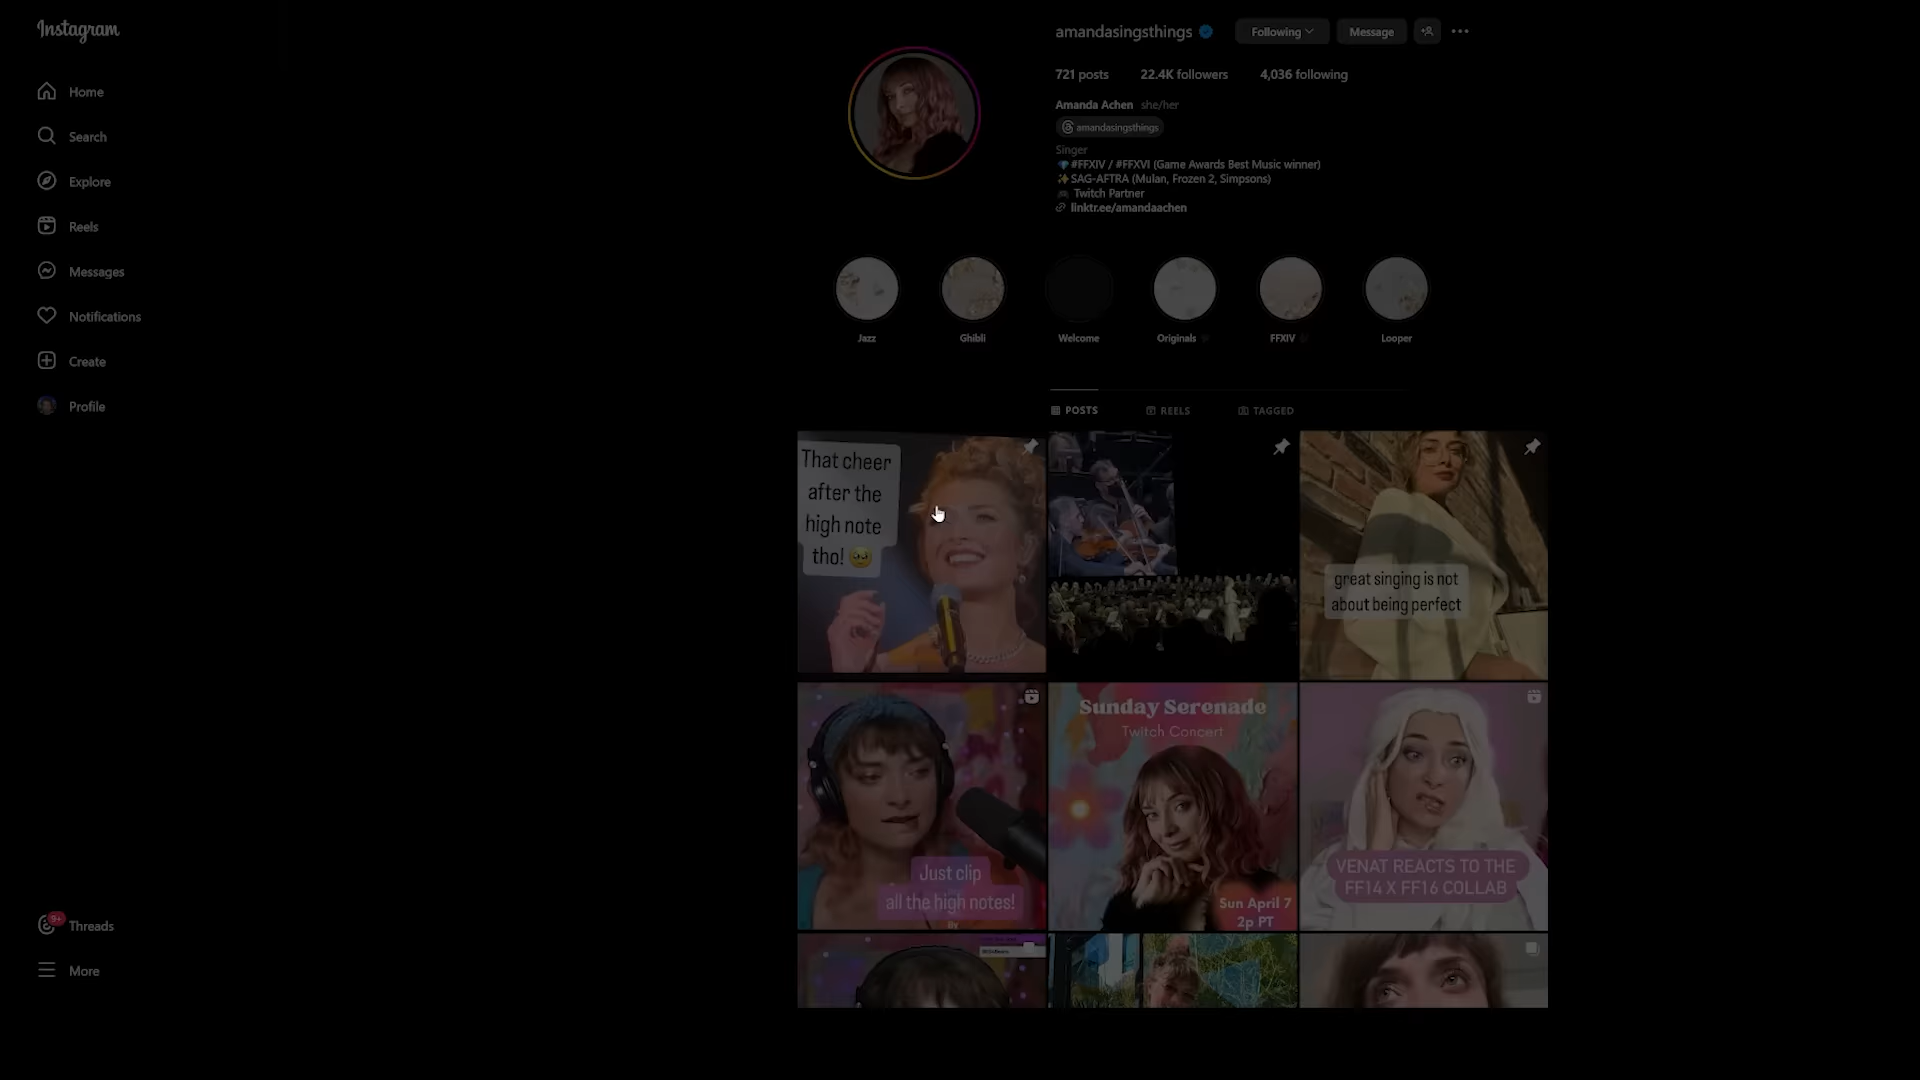 Instagram
Home
Search
Explore
Reels
Messages
Notifications
Create
Profile
9+
Threads
More
amandasingsthings
Following
Message
721 posts
22.4K followers
4,036 following
Amanda Achen she/her
amandasingsthings
Singer
#FFXIV / #FFXVI (Game Awards Best Music winner)
SAG-AFTRA (Mulan, Frozen 2, Simpsons)
Twitch Partner
linktr.ee/amandaachen
Jazz
Ghibli
Welcome
Originals
FFXIV
Looper
POSTS
REELS
TAGGED
That cheer
after the
high note
tho! 🥹
great singing is not
about being perfect
Just clip
all the high notes!
By
Sunday Serenade
Twitch Concert
Sun April 7
2p PT
VENAT REACTS TO THE
FF14 X FF16 COLLAB